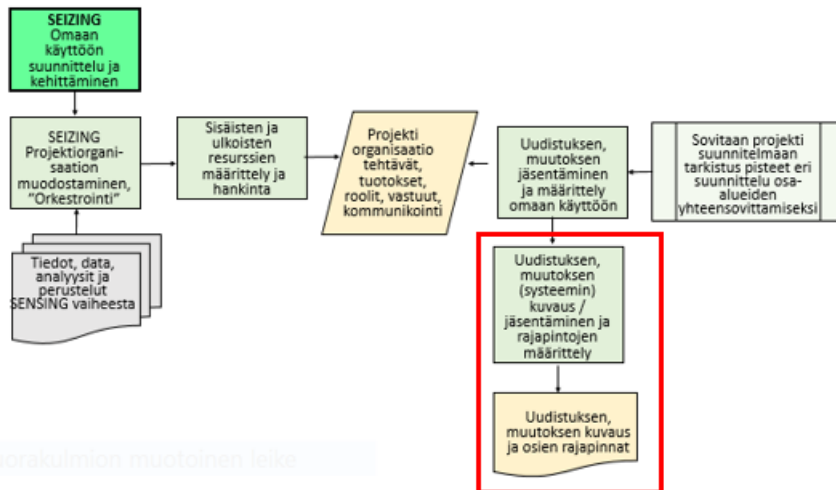 SEIZING
Omaan
käyttöön
suunnittelu ja
kehittäminen
SEIZING
Projektiorgani-
saation
muodostaminen,
"Orkestrointi"
Sisäisten ja
ulkoisten
resurssien
määrittely ja
hankinta
Projekti
organisaatio
tehtävät,
tuotokset,
roolit, vastuut,
kommunikointi
Uudistuksen,
muutoksen
jäsentäminen
ja määrittely
omaan käyttöön
Sovitaan projekti
suunnitelmaan
tarkistus pisteet eri
suunnittelu osa-
alueiden
yhteensovittamiseksi
Tiedot, data,
analyysit ja
perustelut
SENSING vaiheesta
Uudistuksen,
muutoksen
(systeemin)
kuvaus /
jäsentäminen ja
rajapintojen
määrittely
Uudistuksen,
muutoksen kuvaus
ja osien rajapinnat
uorakulmion muotoinen leike